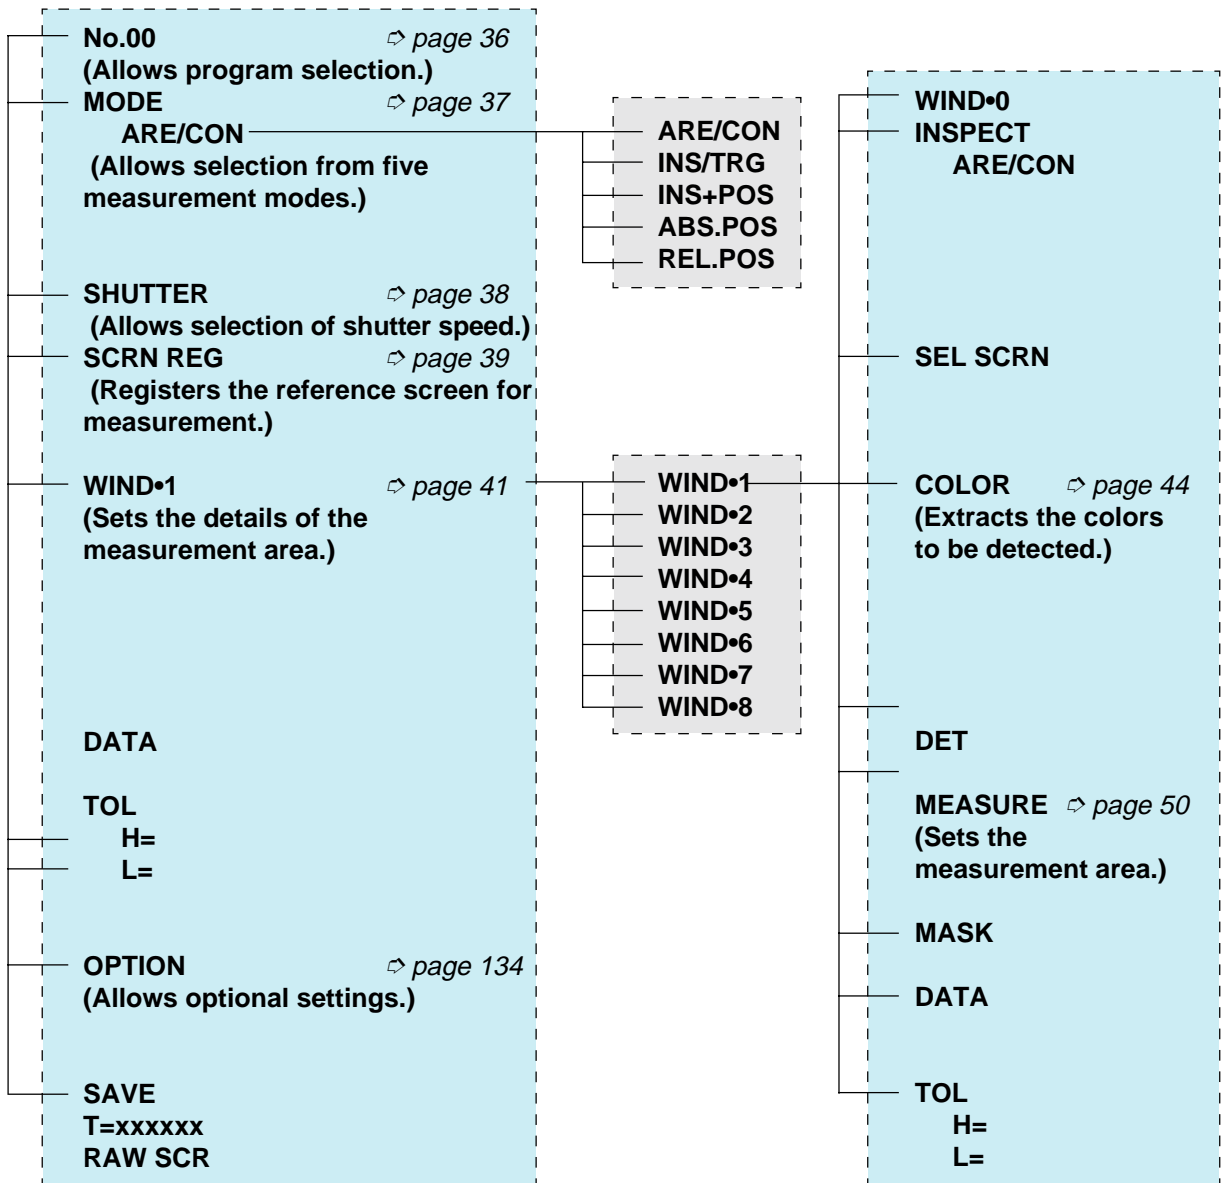 No.00 ➪ page 36
(Allows program selection.)
MODE ➪ page 37
ARE/CON
(Allows selection from five
measurement modes.)
SHUTTER ➪ page 38
(Allows selection of shutter speed.)
SCRN REG ➪ page 39
(Registers the reference screen for
measurement.)
WIND•1 ➪ page 41
(Sets the details of the
measurement area.)
DATA
TOL
H=
L=
OPTION ➪ page 134
(Allows optional settings.)
SAVE
T=xxxxxx
RAW SCR
ARE/CON
INS/TRG
INS+POS
ABS.POS
REL.POS
WIND•1
WIND•2
WIND•3
WIND•4
WIND•5
WIND•6
WIND•7
WIND•8
WIND•0
INSPECT
ARE/CON
SEL SCRN
COLOR ➪ page 44
(Extracts the colors
to be detected.)
DET
MEASURE ➪ page 50
(Sets the
measurement area.)
MASK
DATA
TOL
H=
L=